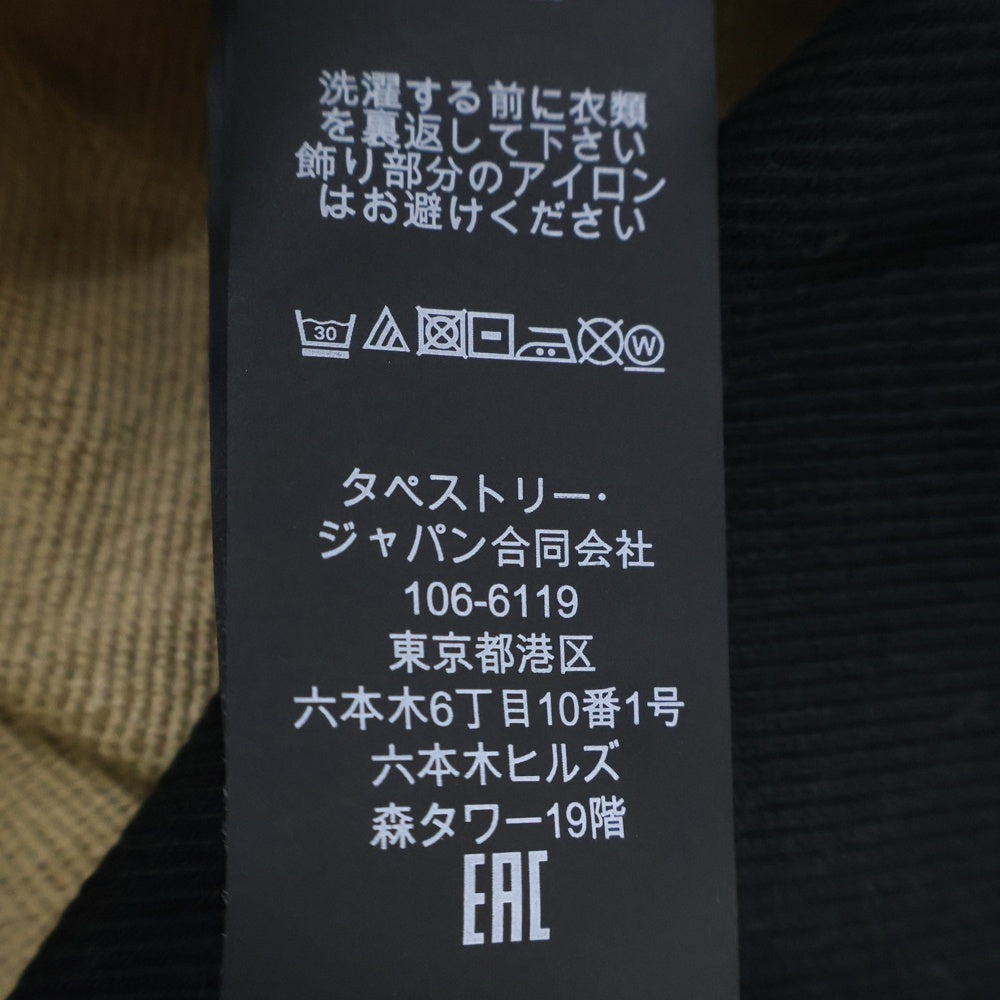 洗濯する前に衣類
を裏返して下さい
飾り部分のアイロン
はお避けください
30 W
タペストリー・
ジャパン合同会社
106-6119
東京都港区
六本木6丁目10番1号
六本木ヒルズ
森タワー19階
EAC